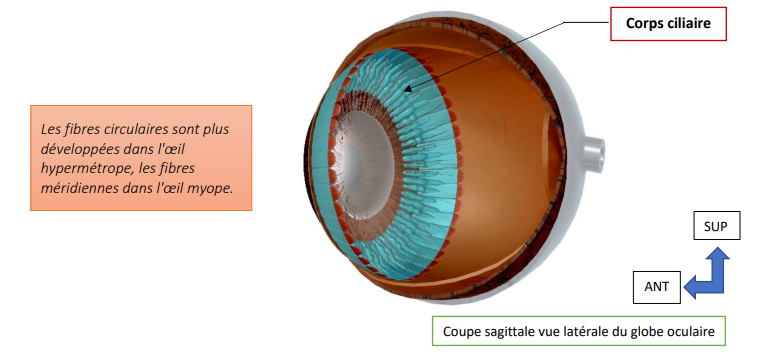 Corps ciliaire
Les fibres circulaires sont plus
développées dans l'œil
hypermétrope, les fibres
méridiennes dans l'œil myope.
SUP
ANT
Coupe sagittale vue latérale du globe oculaire